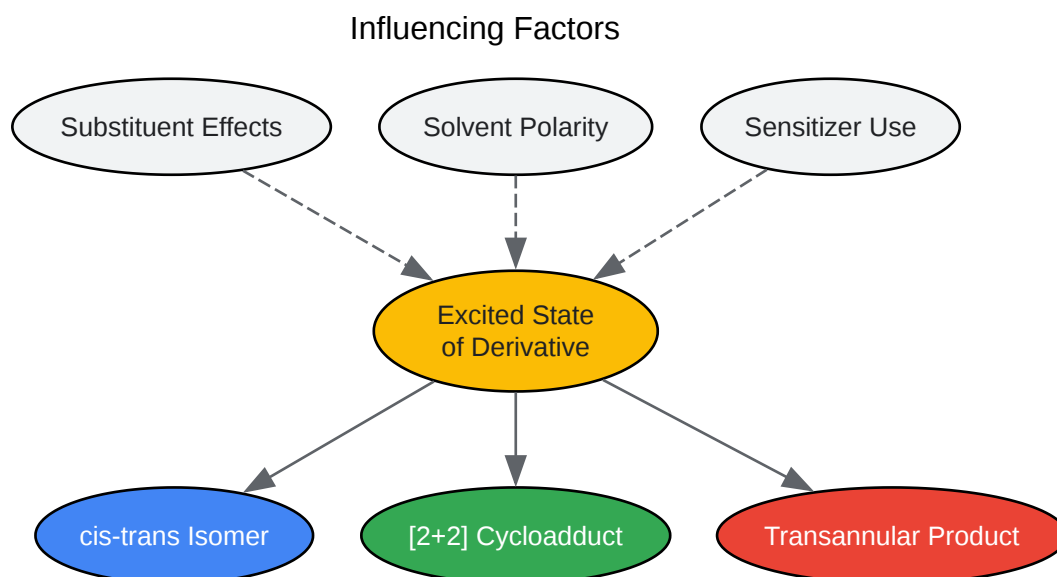 Influencing Factors
Substituent Effects
Solvent Polarity
Sensitizer Use
Excited State
of Derivative
cis-trans Isomer
[2+2] Cycloadduct
Transannular Product